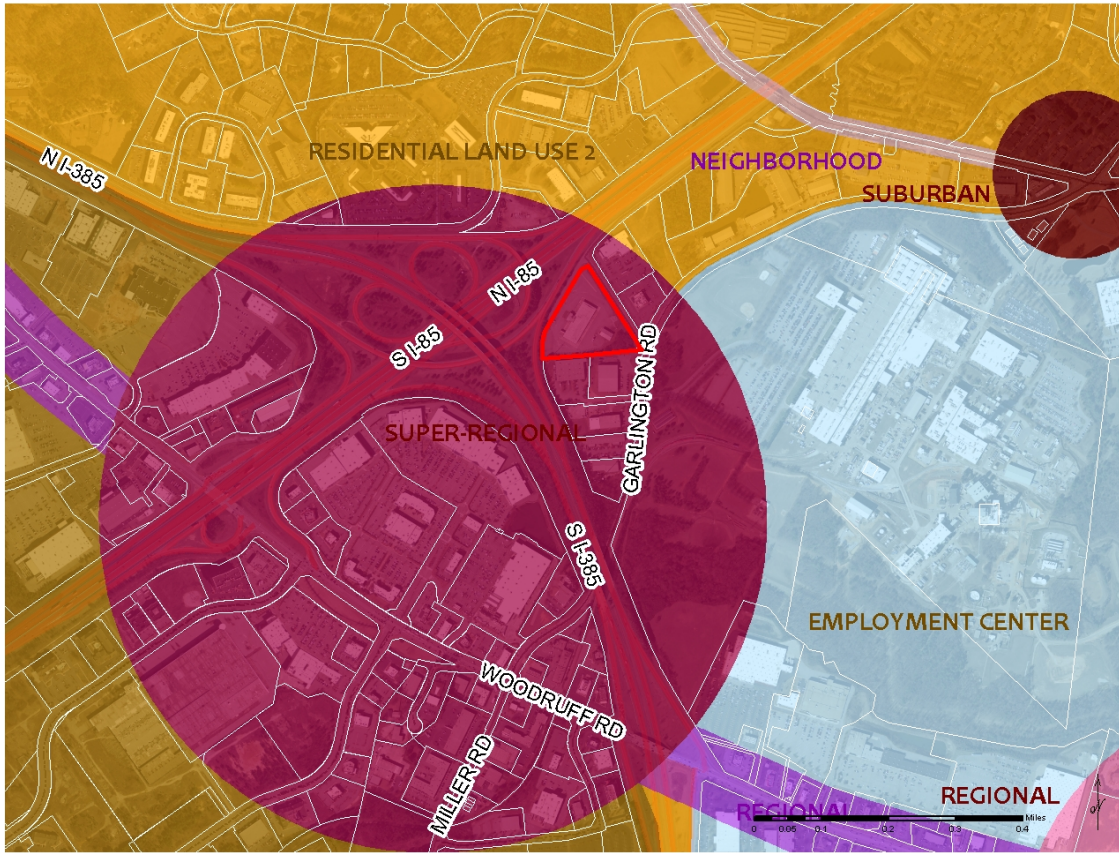 N I-385
RESIDENTIAL LAND USE 2
NEIGHBORHOOD
SUBURBAN
N I-85
S I-85
GARLINGTON RD
SUPER-REGIONAL
S I-385
EMPLOYMENT CENTER
WOODRUFF RD
MILLER RD
REGIONAL
REGIONAL
Miles
0 0.05 0.1 0.2 0.3 0.4
N